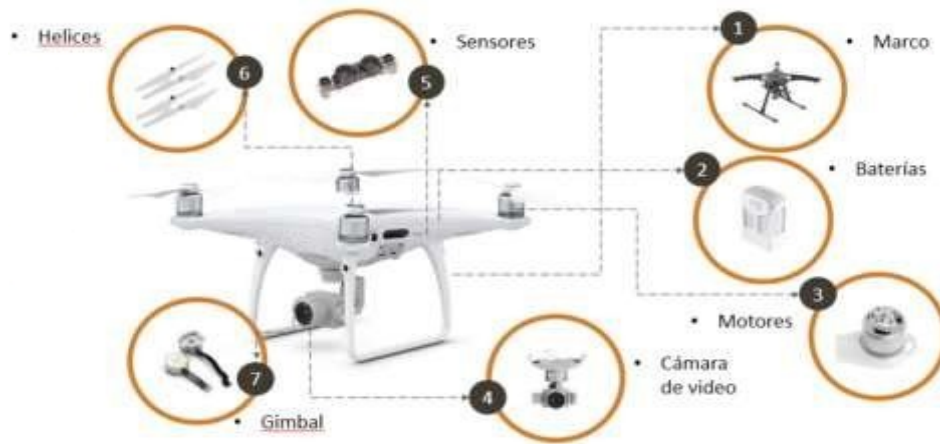 • Helices
6
5
• Sensores
1
• Marco
2
• Baterías
3
• Motores
4
• Cámara
de video
7
• Gimbal